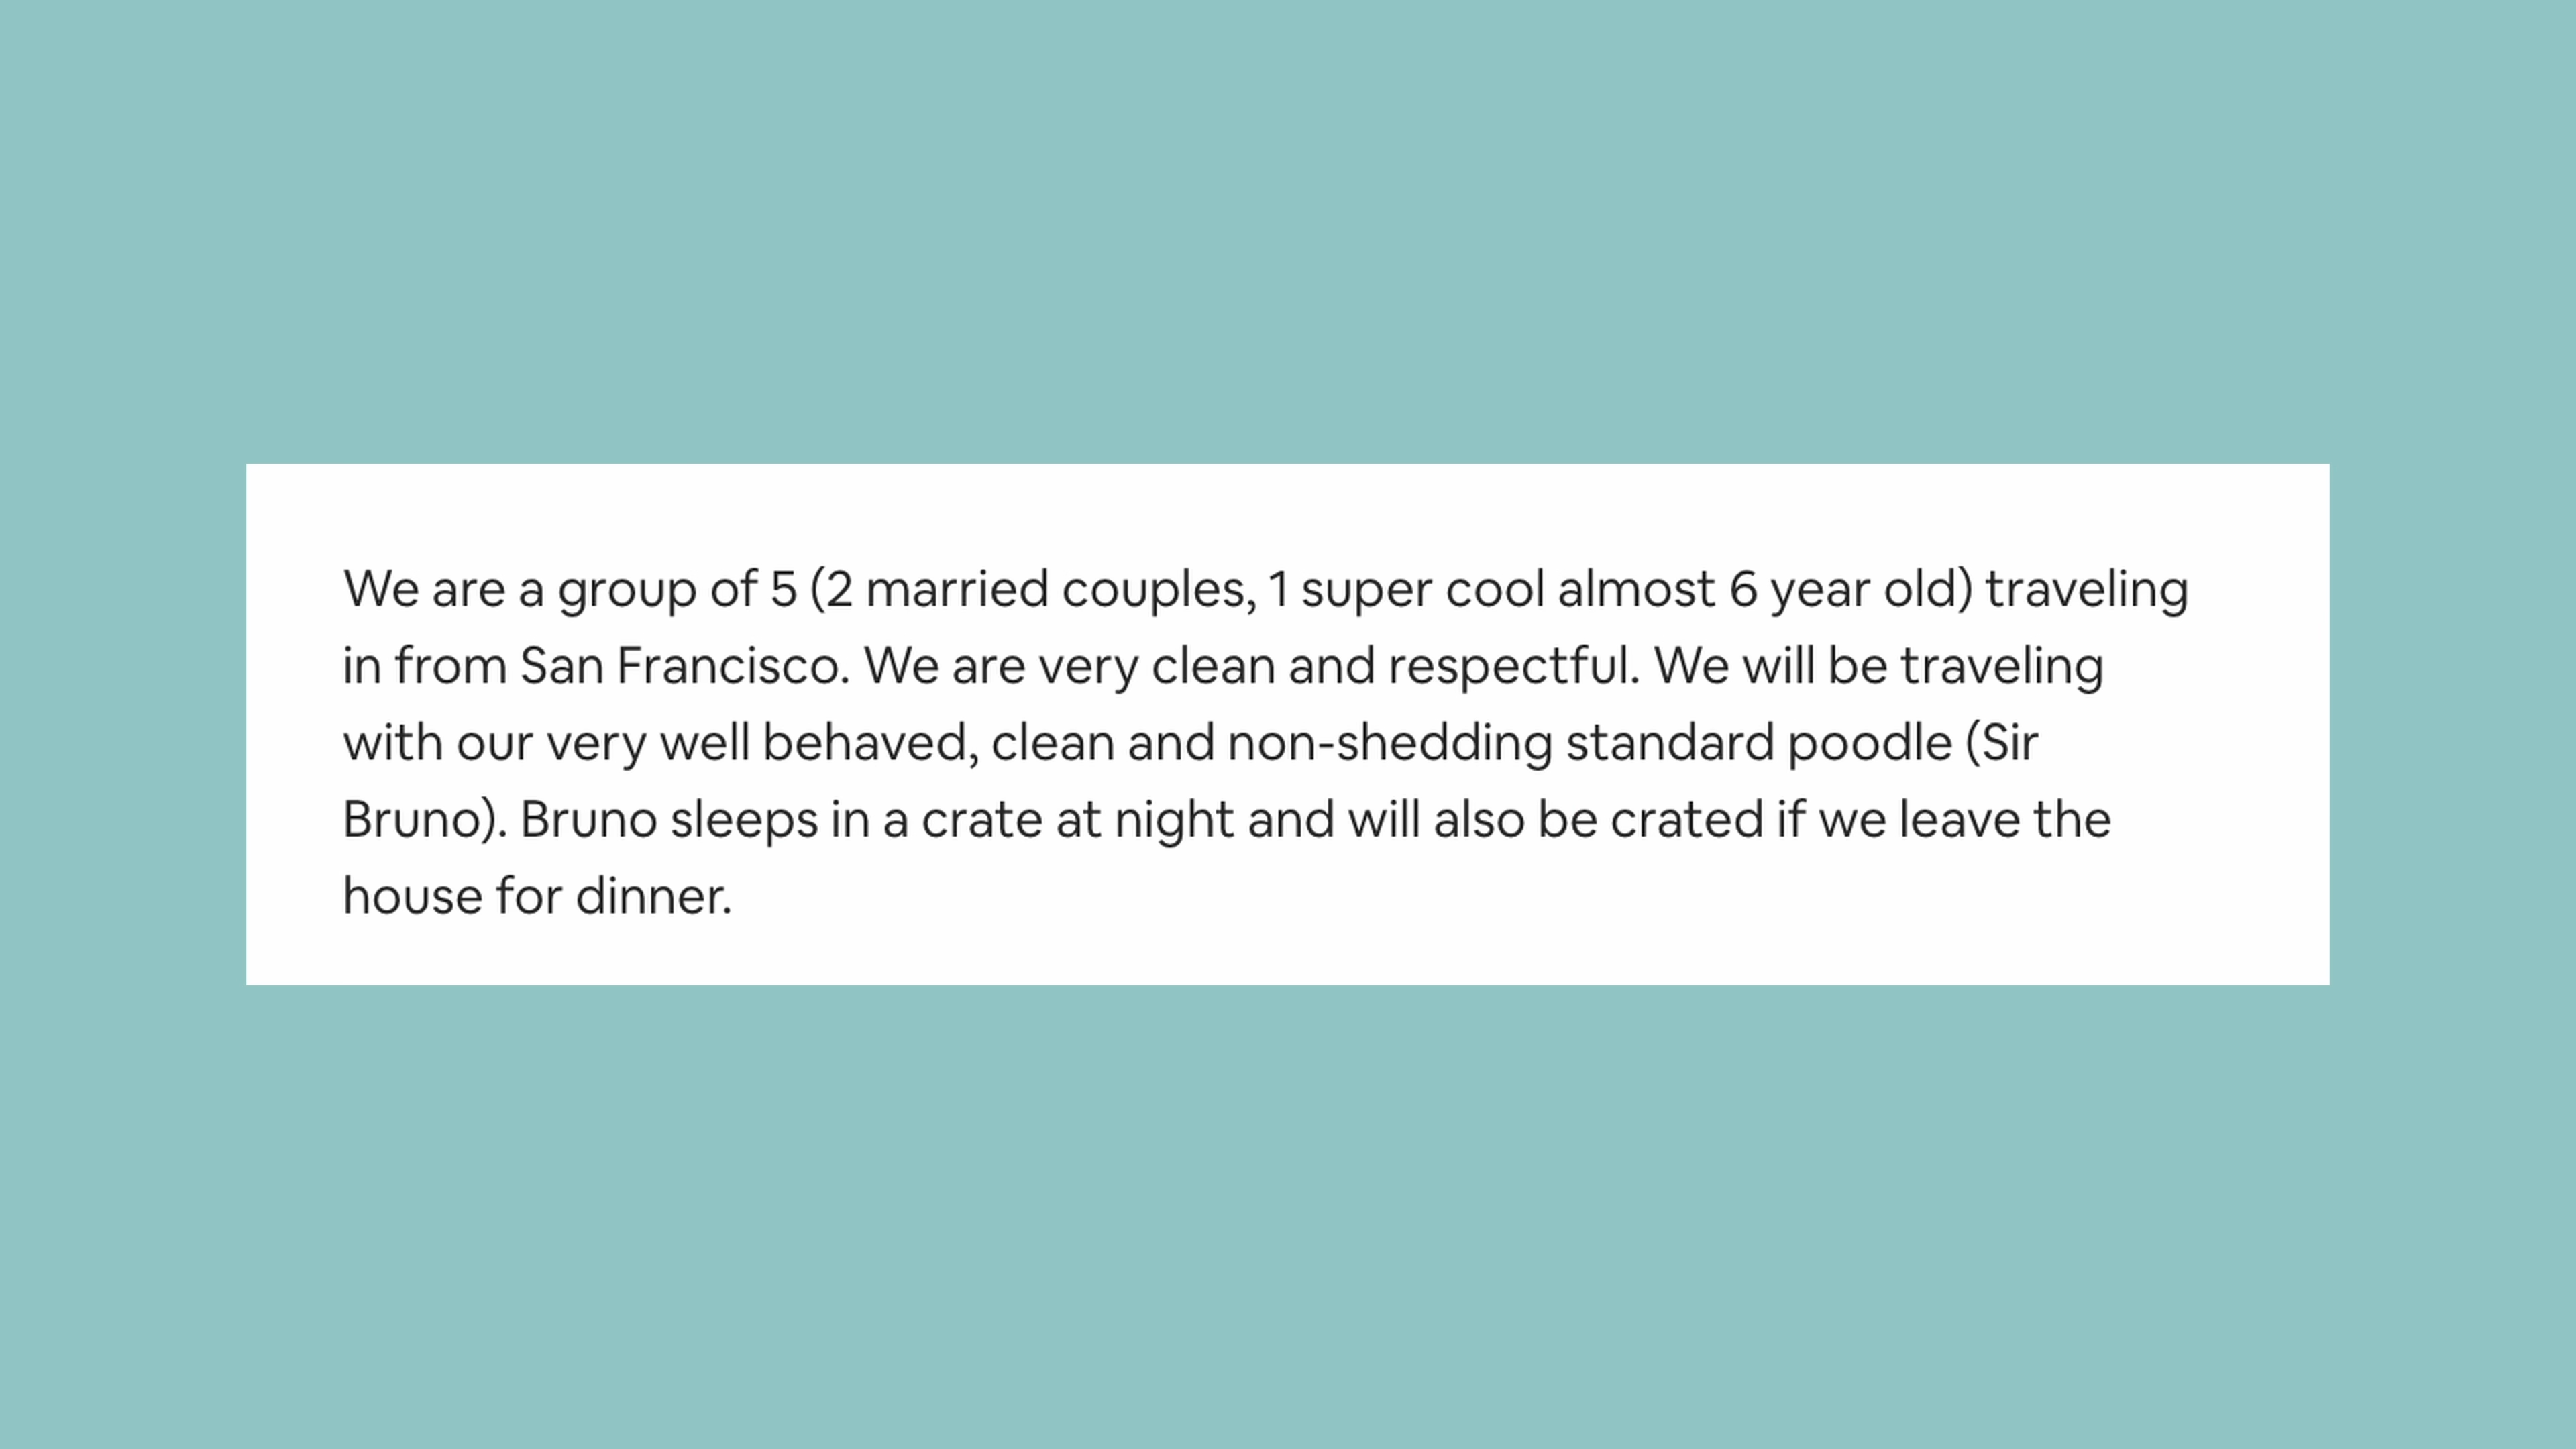 We are a group of 5 (2 married couples, 1 super cool almost 6 year old) traveling
in from San Francisco. We are very clean and respectful. We will be traveling
with our very well behaved, clean and non-shedding standard poodle (Sir
Bruno). Bruno sleeps in a crate at night and will also be crated if we leave the
house for dinner.